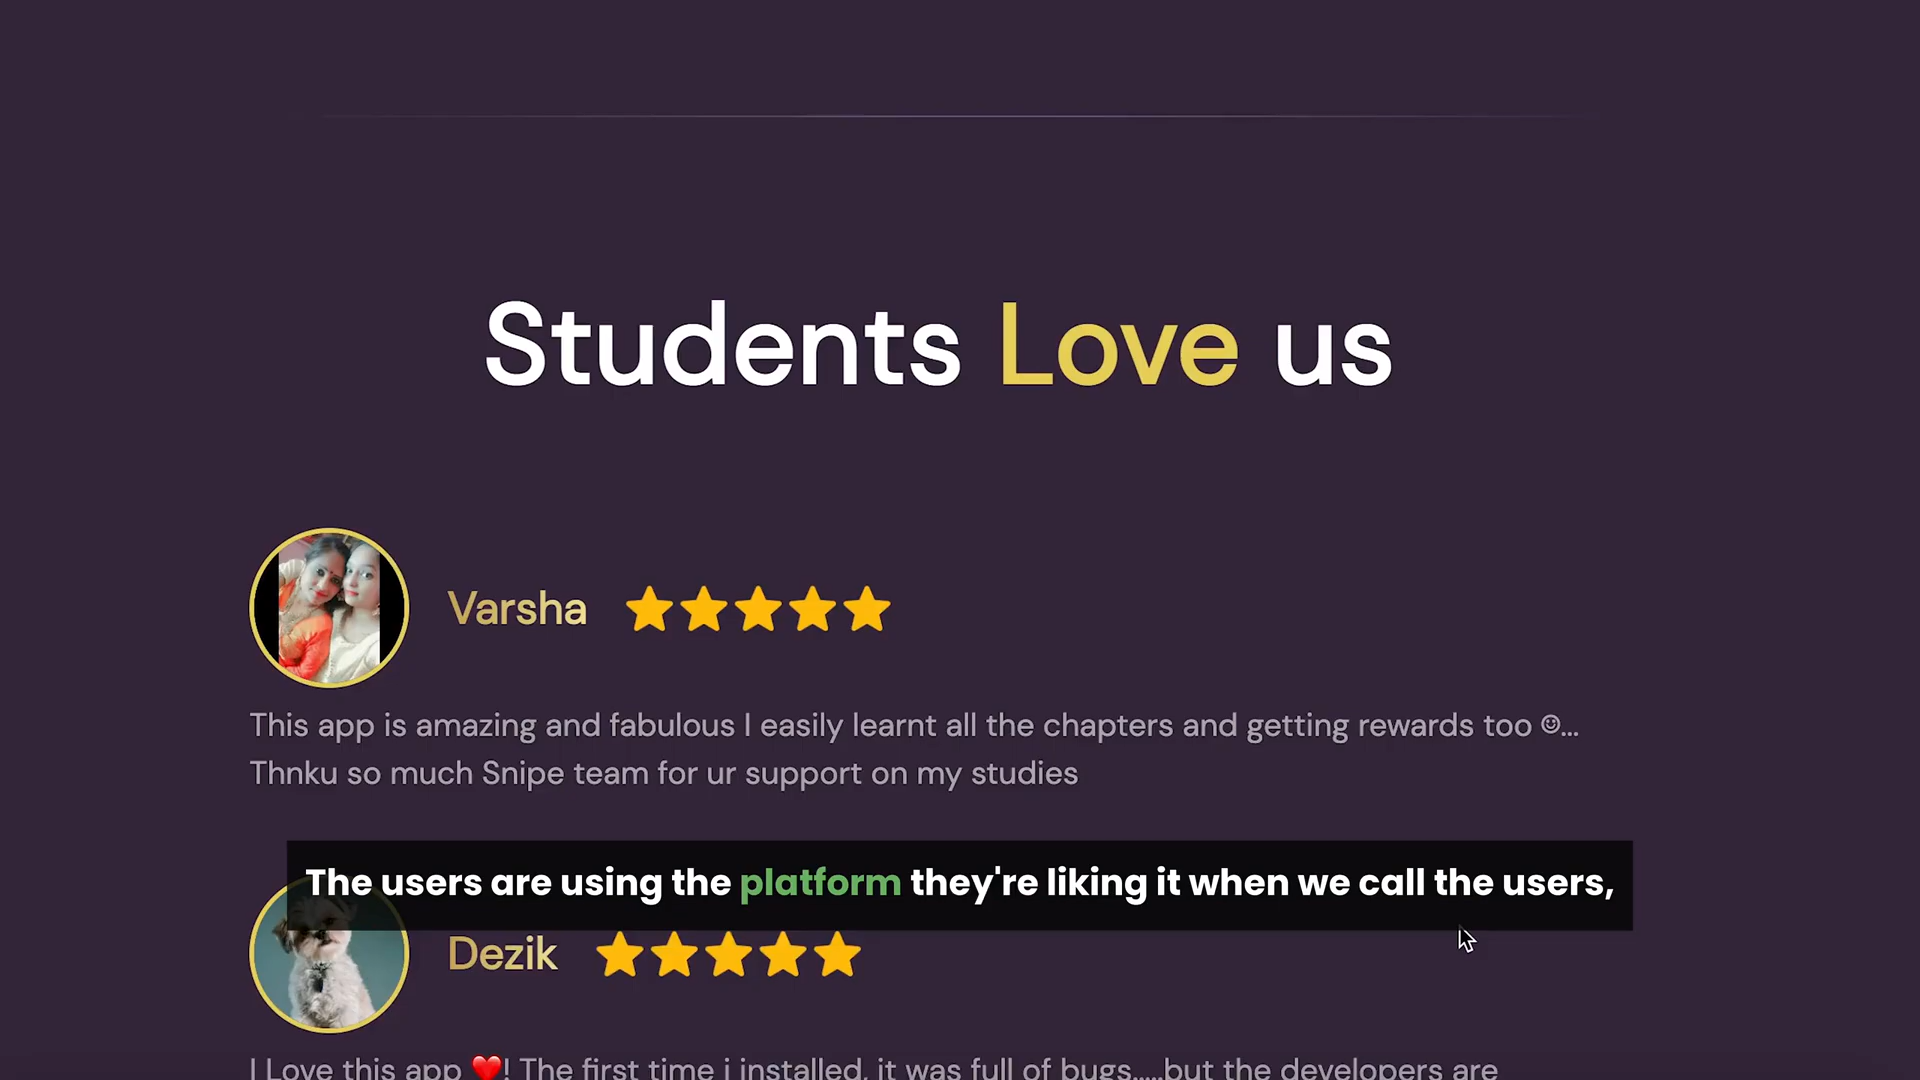 Students Love us
Varsha
This app is amazing and fabulous I easily learnt all the chapters and getting rewards too ☺...
Thnku so much Snipe team for ur support on my studies
The users are using the platform they're liking it when we call the users,
Dezik
I Love this app ❤️! The first time i installed, it was full of bugs.....but the developers are